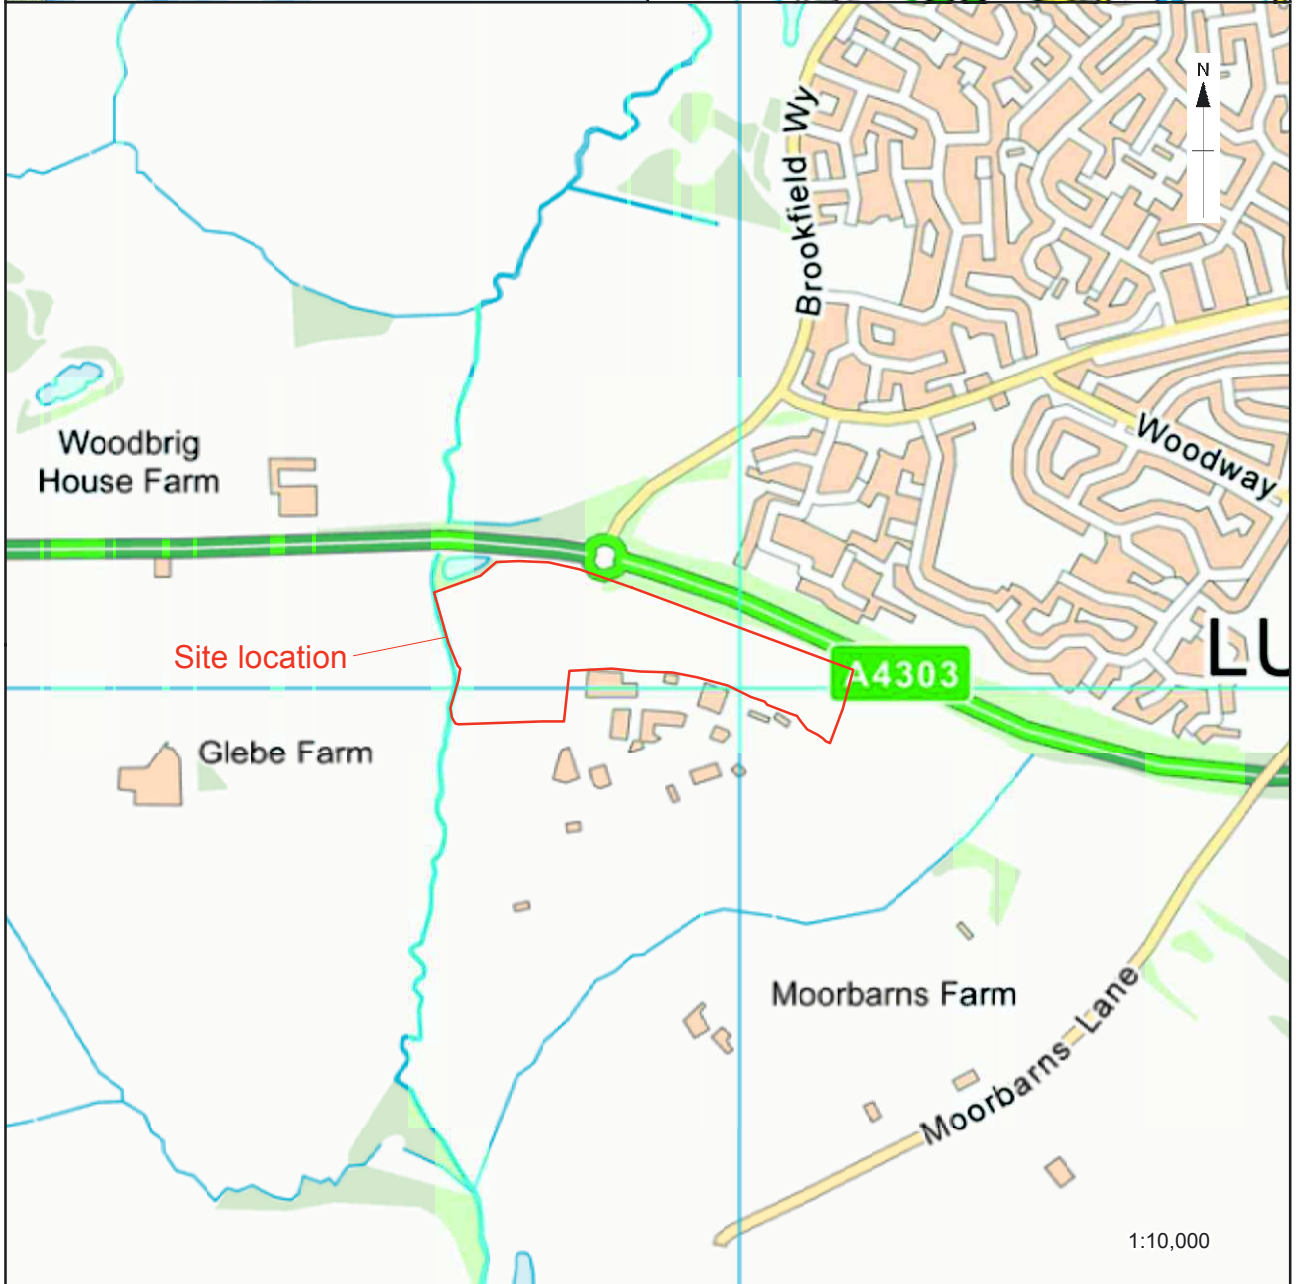 N
Brookfield Wy
Woodway
Woodbrig
House Farm
LU
Site location
A4303
Glebe Farm
Moorbarns Farm
Moorbarns Lane
1:10,000